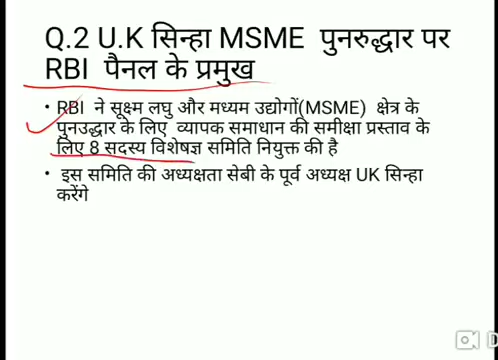 Q.2 U.K सिन्हा MSME पुनरुद्धार पर
RBI पैनल के प्रमुख
• RBI ने सूक्ष्म लघु और मध्यम उद्योगों(MSME) क्षेत्र के
पुनउद्धार के लिए व्यापक समाधान की समीक्षा प्रस्ताव के
लिए 8 सदस्य विशेषज्ञ समिति नियुक्त की है
• इस समिति की अध्यक्षता सेबी के पूर्व अध्यक्ष UK सिन्हा
करेंगे